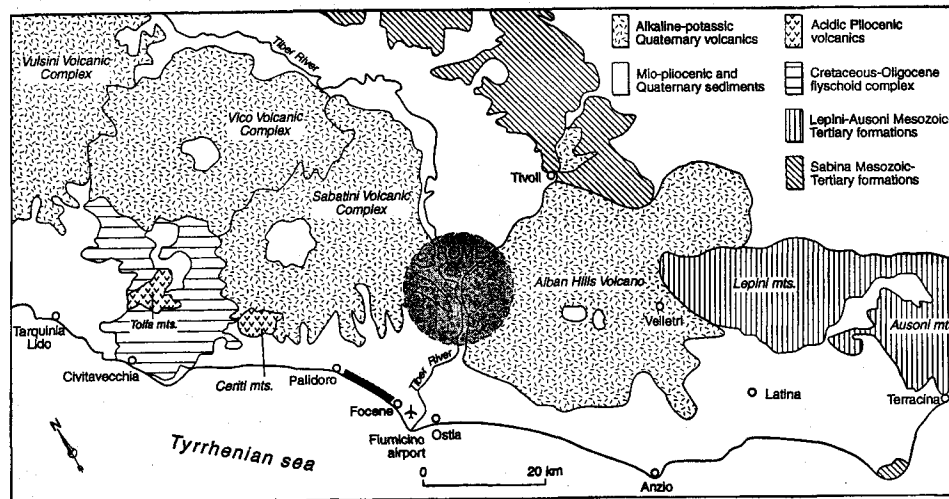 Alkaline-potassic
Quaternary volcanics
Mio-pliocenic and
Quaternary sediments
Acidic Pliocenic
volcanics
Cretaceous-Oligocene
flyschoid complex
Lepini-Ausoni Mesozoic
Tertiary formations
Sabina Mesozoic-
Tertiary formations
Vulsini Volcanic
Complex
Tiber River
Vico Volcanic
Complex
Sabatini Volcanic
Complex
Tivoli
Alban Hills Volcano
Velletri
Lepini mts.
Ausoni mt
Tolfa mts.
Tarquinia
Lido
Civitavecchia
Ceriti mts.
Palidoro
Focene
Tiber River
Fiumicino
airport
Ostia
Latina
Terracina
Anzio
N
Tyrrhenian sea
0 20 km